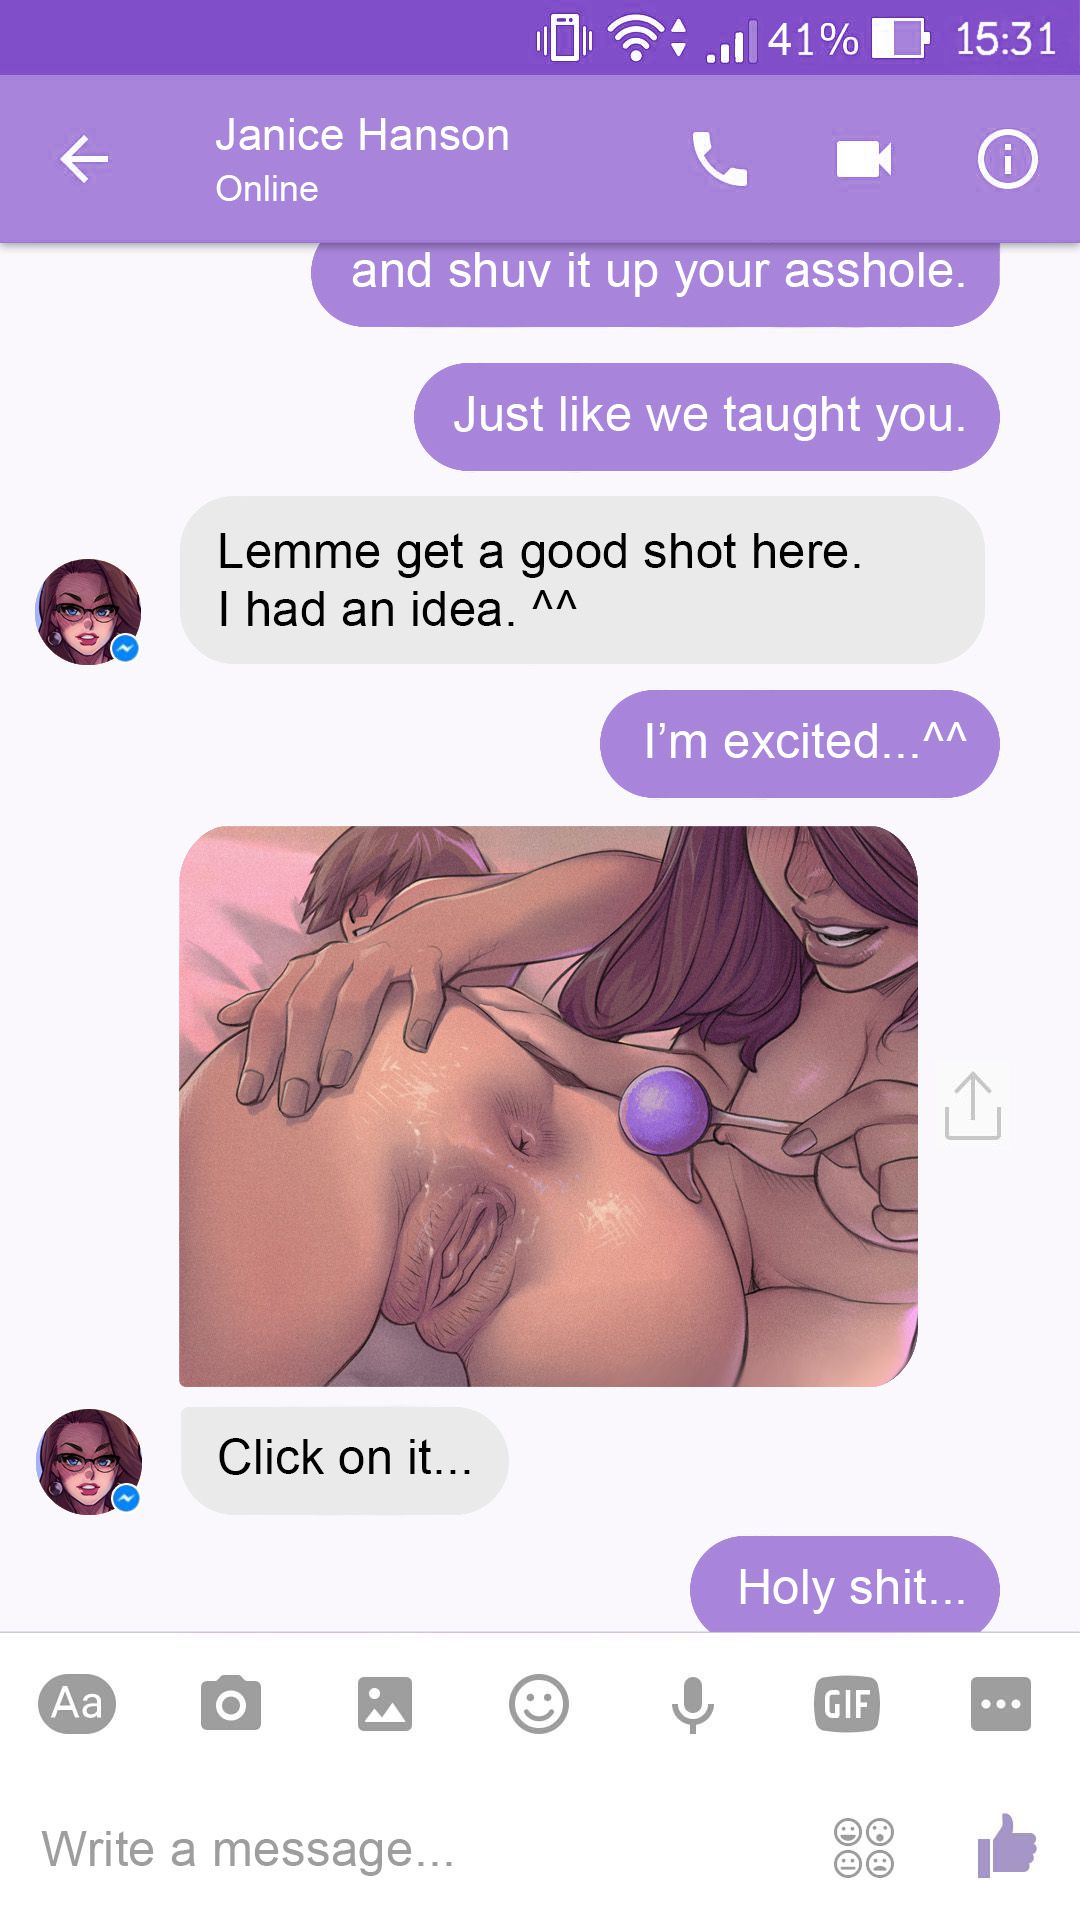 41% 15:31
Janice Hanson
Online
and shuv it up your asshole.
Just like we taught you.
Lemme get a good shot here.
I had an idea. ^^
I'm excited...^^
Click on it...
Holy shit...
Aa
GIF
Write a message...